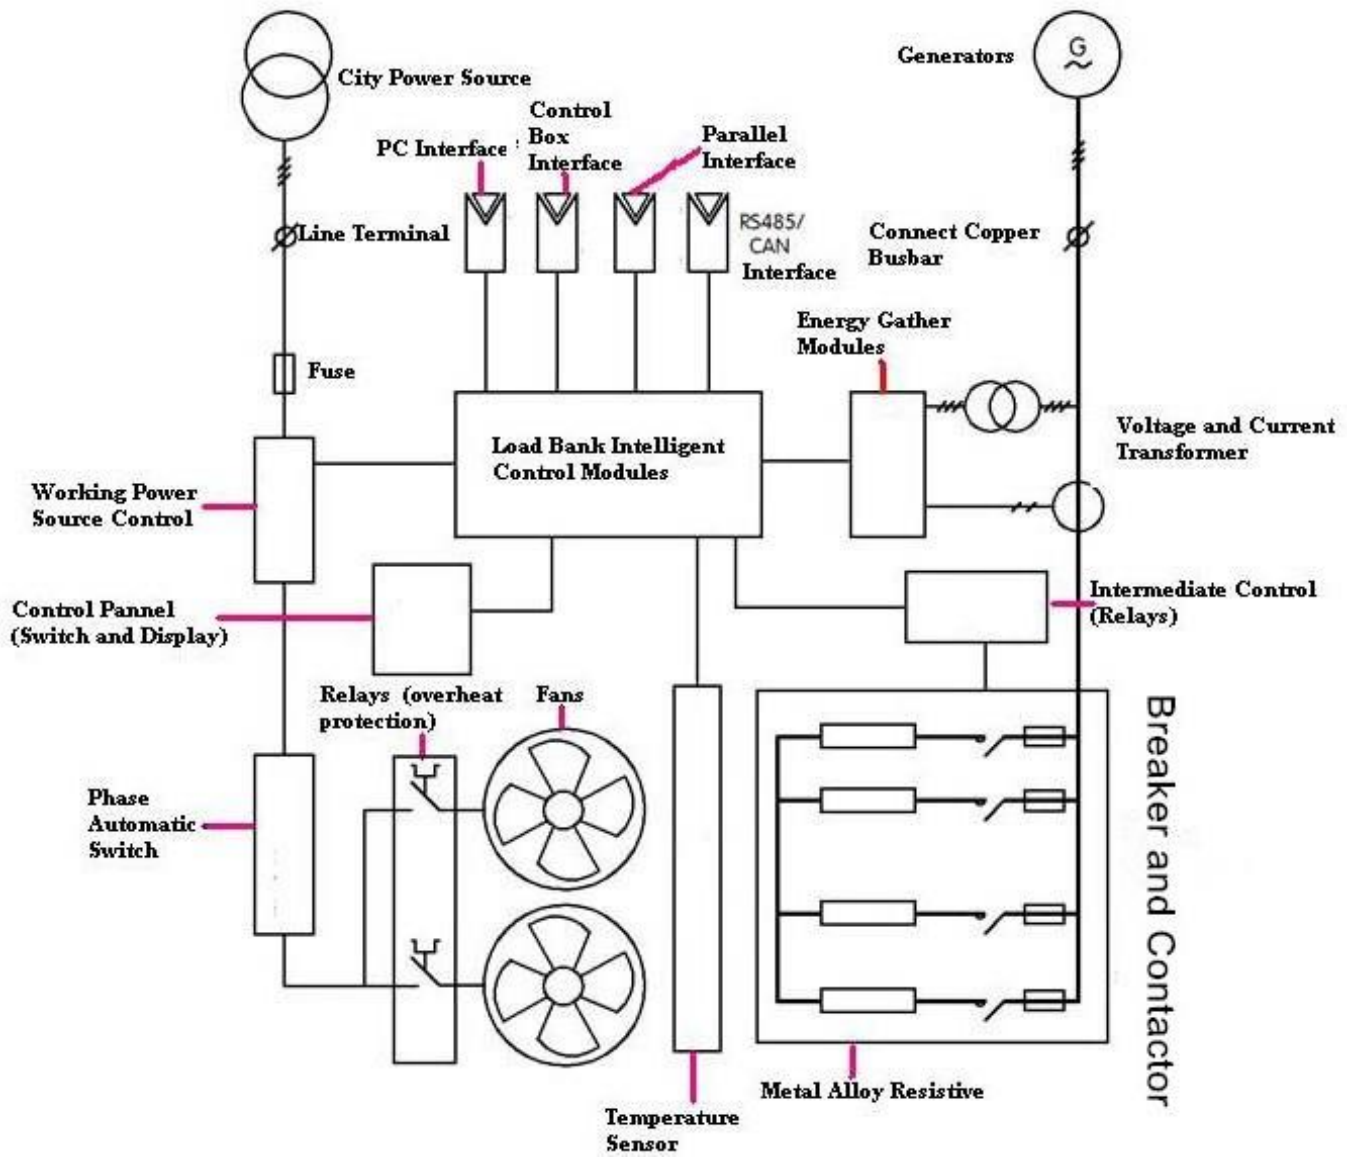 City Power Source
Generators
G
Control
Box
Interface
PC Interface
Parallel
Interface
Line Terminal
RS485/
CAN
Interface
Connect Copper
Busbar
Energy Gather
Modules
Fuse
Load Bank Intelligent
Control Modules
Voltage and Current
Transformer
Working Power
Source Control
Control Pannel
(Switch and Display)
Intermediate Control
(Relays)
Relays (overheat
protection)
Fans
Breaker and Contactor
Phase
Automatic
Switch
Metal Alloy Resistive
Temperature
Sensor